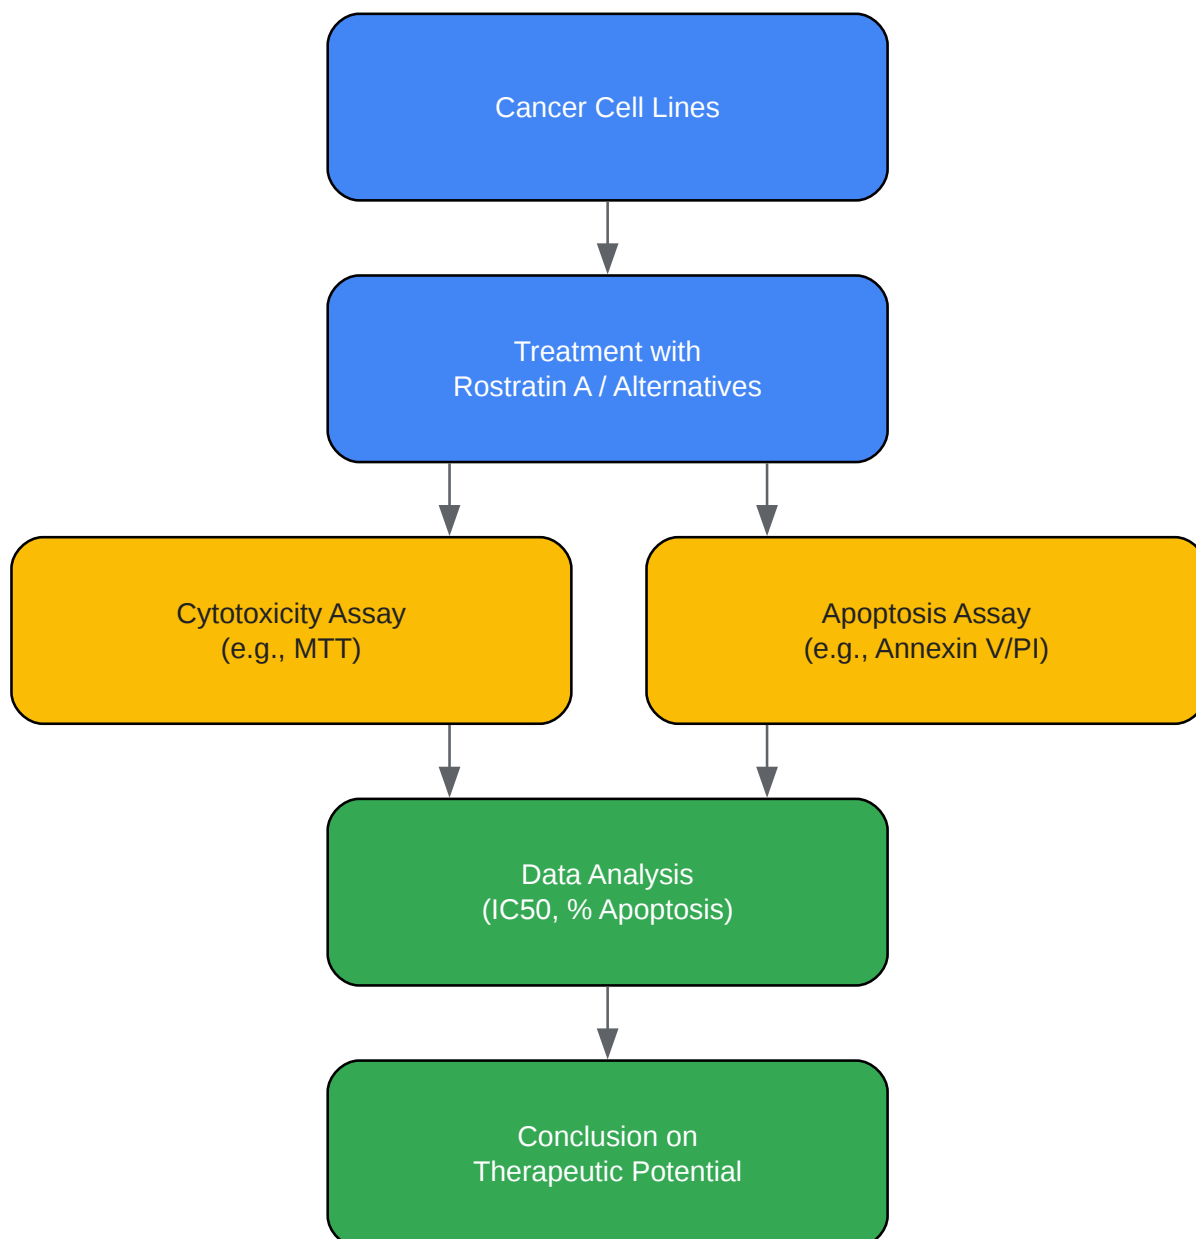 Cancer Cell Lines
Treatment with
Rostratin A / Alternatives
Cytotoxicity Assay
(e.g., MTT)
Apoptosis Assay
(e.g., Annexin V/PI)
Data Analysis
(IC50, % Apoptosis)
Conclusion on
Therapeutic Potential